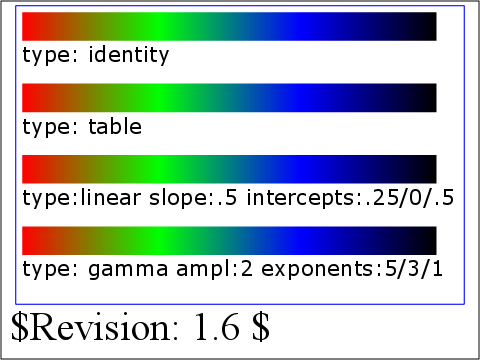 type: identity
type: table
type:linear slope:.5 intercepts:.25/0/.5
type: gamma ampl:2 exponents:5/3/1
$Revision: 1.6 $